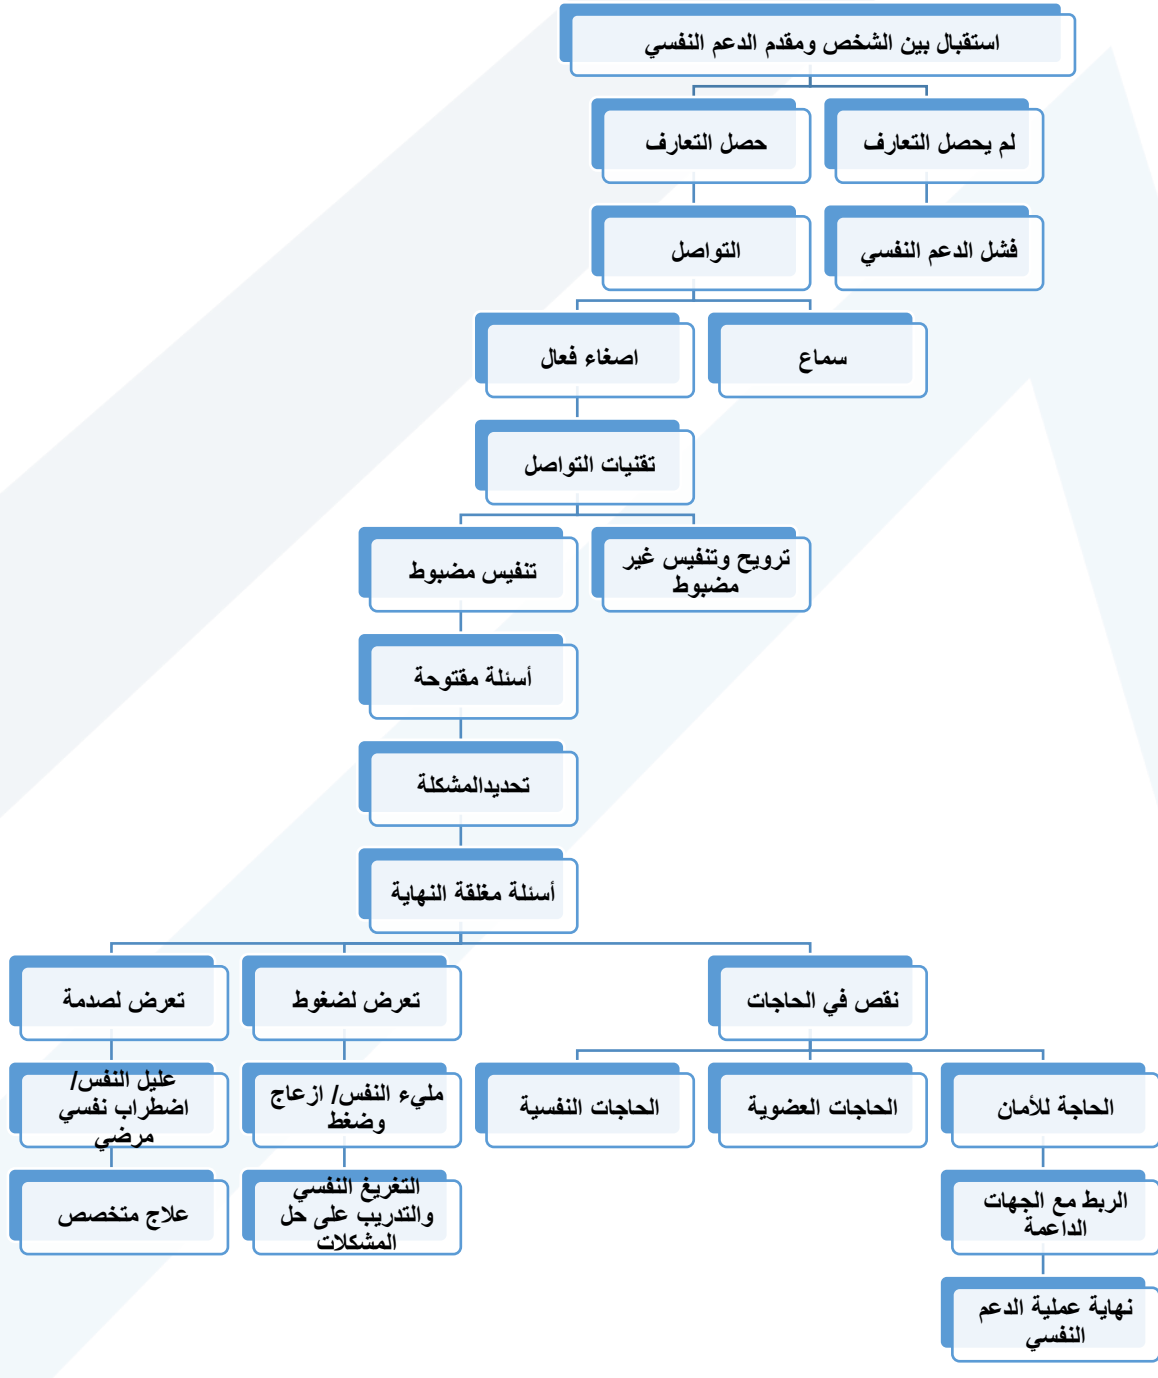 استقبال بين الشخص ومقدم الدعم النفسي
لم يحصل التعارف
حصل التعارف
فشل الدعم النفسي
التواصل
سماع
اصغاء فعال
تقنيات التواصل
ترويح وتنفيس غير
مضبوط
تنفيس مضبوط
أسئلة مفتوحة
تحديدالمشكلة
أسئلة مغلقة النهاية
نقص في الحاجات
تعرض لضغوط
تعرض لصدمة
الحاجة للأمان
الحاجات العضوية
الحاجات النفسية
مليء النفس/ ازعاج
وضغط
عليل النفس/
اضطراب نفسي
مرضي
الربط مع الجهات
الداعمة
التغريغ النفسي
والتدريب على حل
المشكلات
علاج متخصص
نهاية عملية الدعم
النفسي